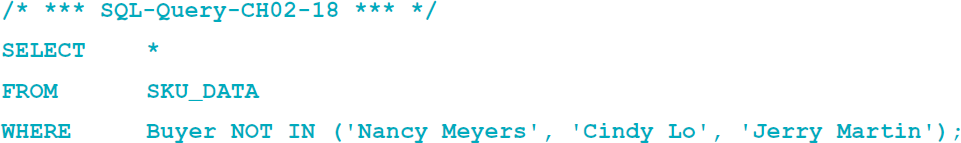 /* *** SQL-Query-CH02-18 *** */
SELECT *
FROM SKU_DATA
WHERE Buyer NOT IN ('Nancy Meyers', 'Cindy Lo', 'Jerry Martin');